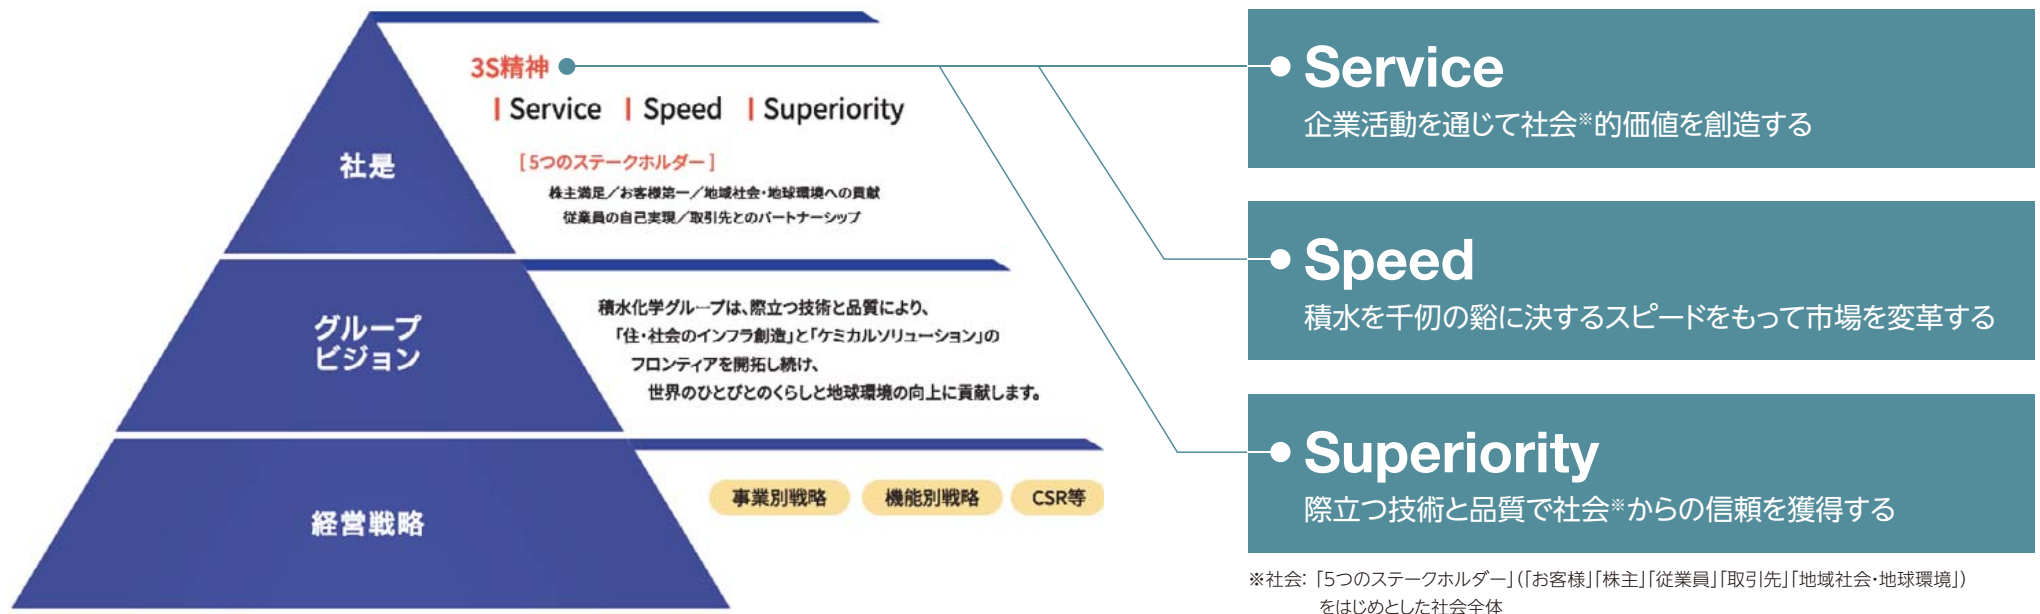 社是
3S精神
Service Speed Superiority
[5つのステークホルダー]
株主満足／お客様第一／地域社会・地球環境への貢献
従業員の自己実現／取引先とのパートナーシップ
グループ
ビジョン
積水化学グループは、際立つ技術と品質により、
「住・社会のインフラ創造」と「ケミカルソリューション」の
フロンティアを開拓し続け、
世界のひとびとのくらしと地球環境の向上に貢献します。
経営戦略
事業別戦略 機能別戦略 CSR等
Service
企業活動を通じて社会※的価値を創造する
Speed
積水を千仞の谿に決するスピードをもって市場を変革する
Superiority
際立つ技術と品質で社会※からの信頼を獲得する
※社会：「5つのステークホルダー」（「お客様」「株主」「従業員」「取引先」「地域社会・地球環境」）
をはじめとした社会全体